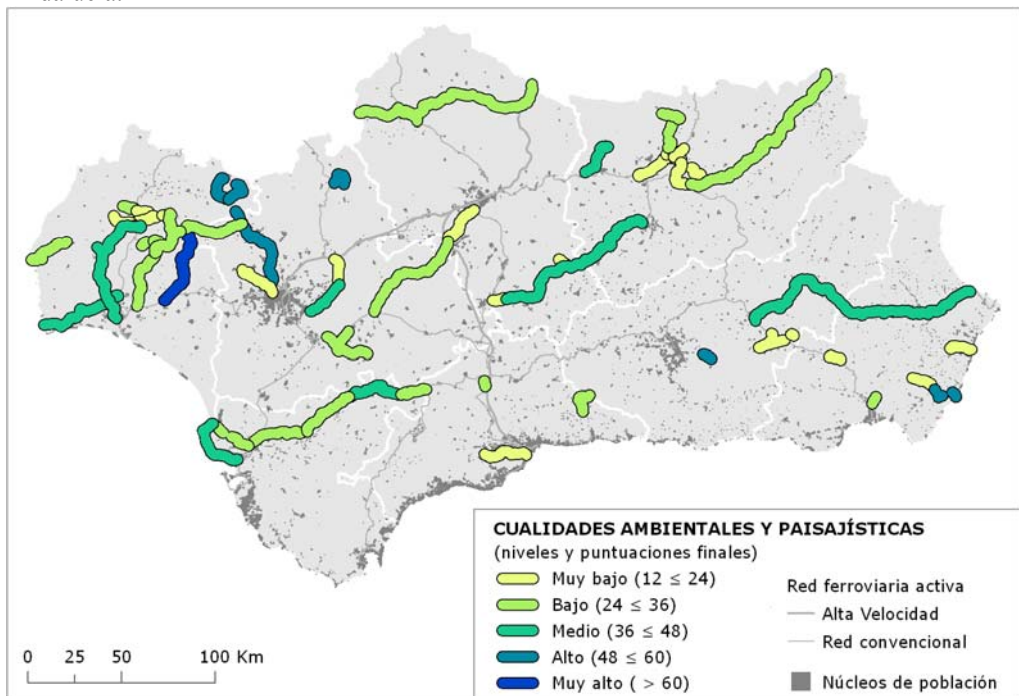 CUALIDADES AMBIENTALES Y PAISAJÍSTICAS
(niveles y puntuaciones finales)
Muy bajo (12 ≤ 24)
Bajo (24 ≤ 36)
Medio (36 ≤ 48)
Alto (48 ≤ 60)
Muy alto ( > 60)
Red ferroviaria activa
Alta Velocidad
Red convencional
Núcleos de población
0 25 50 100 Km